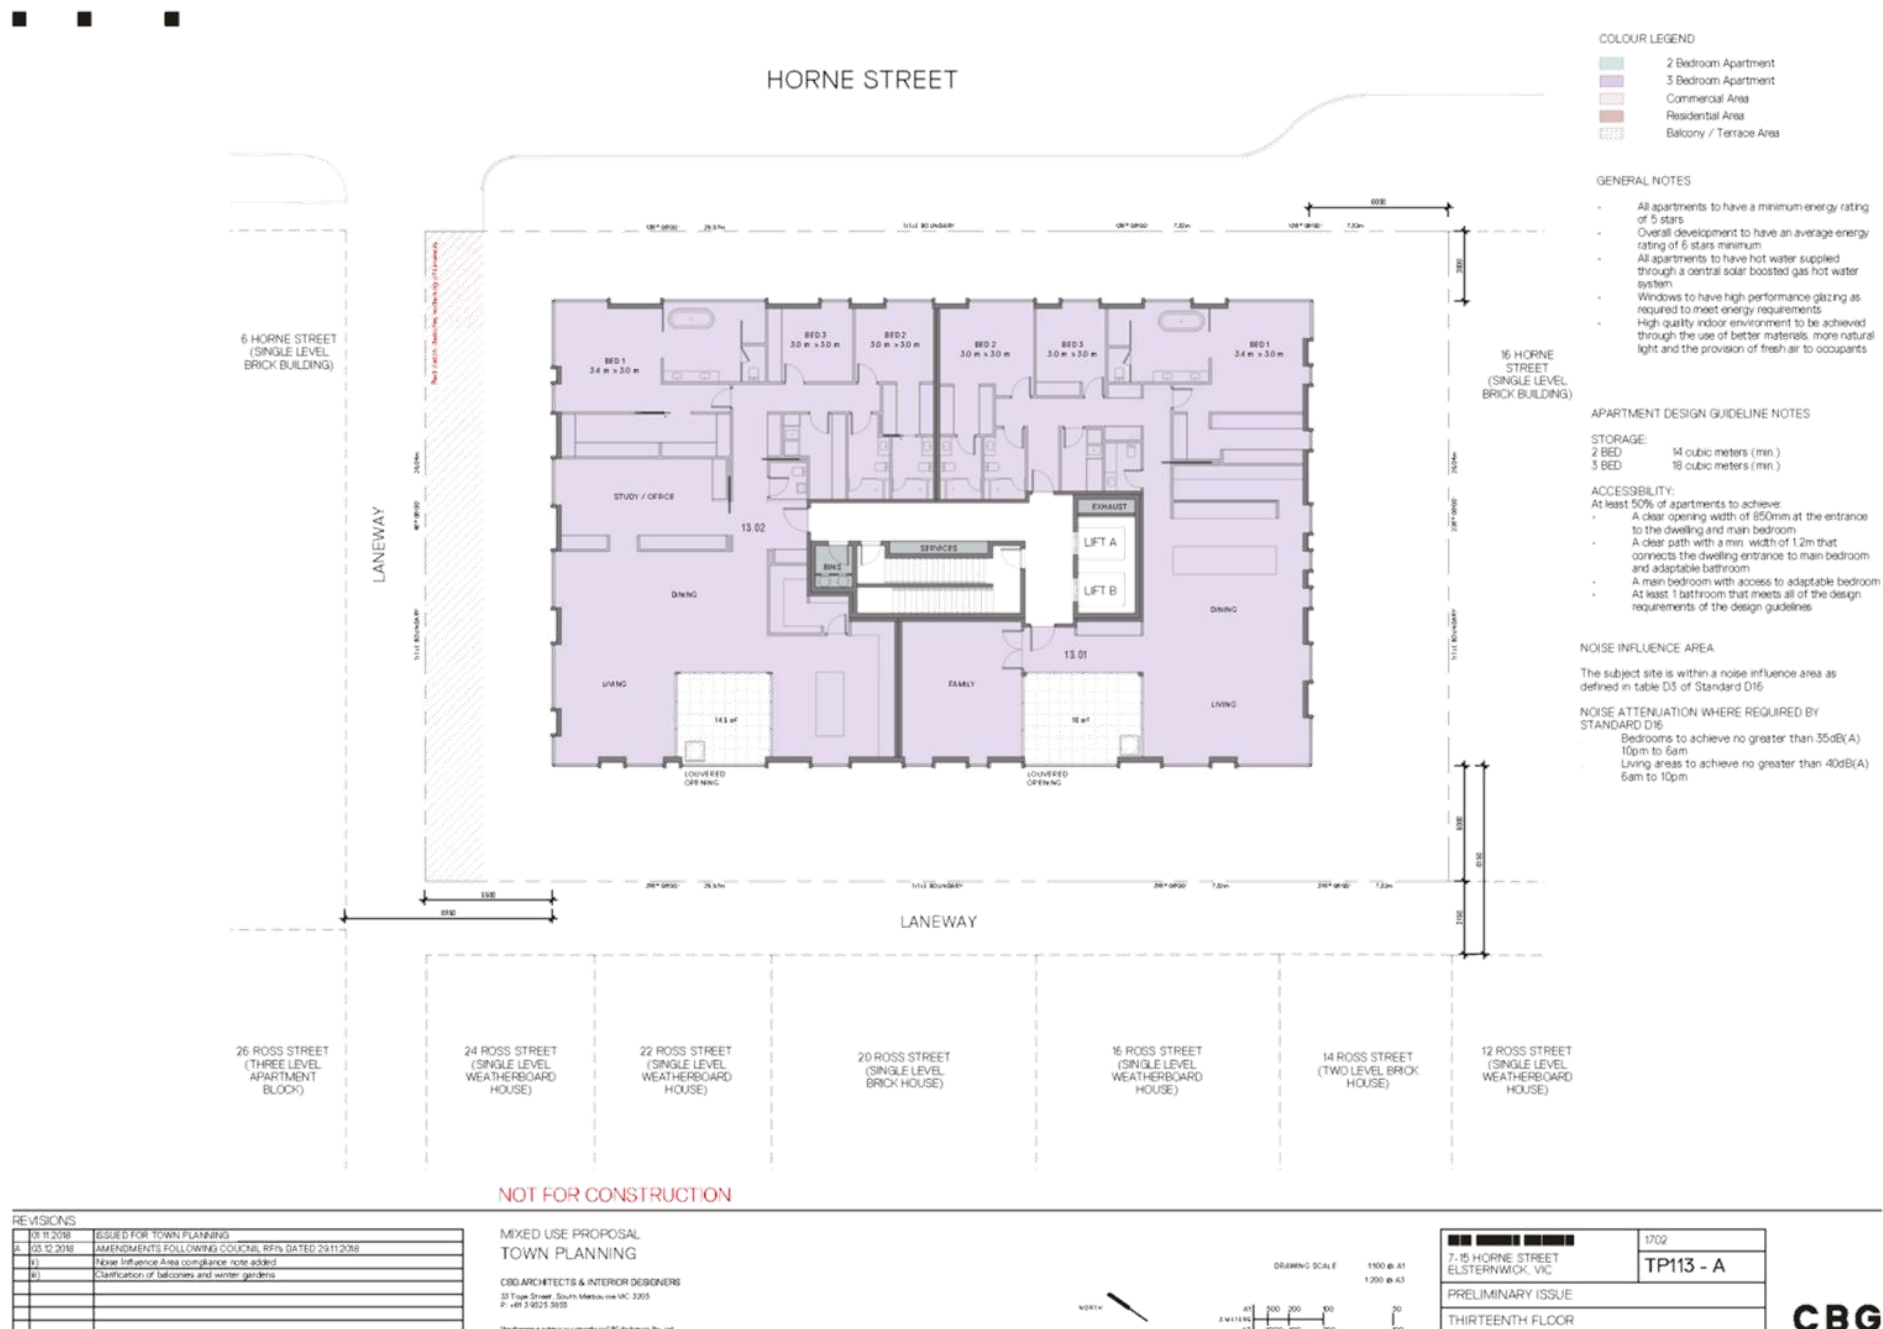 HORNE STREET
COLOUR LEGEND
2 Bedroom Apartment
3 Bedroom Apartment
Commercial Area
Residential Area
Balcony / Terrace Area
GENERAL NOTES
- All apartments to have a minimum energy rating
of 5 stars
- Overall development to have an average energy
rating of 6 stars minimum
- All apartments to have hot water supplied
through a central solar boosted gas hot water
system
- Windows to have high performance glazing as
required to meet energy requirements
- High quality indoor environment to be achieved
through the use of better materials, more natural
light and the provision of fresh air to occupants
APARTMENT DESIGN GUIDELINE NOTES
STORAGE:
2 BED 14 cubic meters (min.)
3 BED 18 cubic meters (min.)
ACCESSIBILITY:
At least 50% of apartments to achieve:
- A clear opening width of 850mm at the entrance
to the dwelling and main bedroom
- A clear path with a min. width of 1.2m that
connects the dwelling entrance to main bedroom
and adaptable bathroom
- A main bedroom with access to adaptable bedroom
- At least 1 bathroom that meets all of the design
requirements of the design guidelines
NOISE INFLUENCE AREA
The subject site is within a noise influence area as
defined in table D3 of Standard D16
NOISE ATTENUATION WHERE REQUIRED BY
STANDARD D16
Bedrooms to achieve no greater than 35dB(A)
10pm to 6am
Living areas to achieve no greater than 40dB(A)
6am to 10pm
6000
TITLE BOUNDARY
3000
6 HORNE STREET
(SINGLE LEVEL
BRICK BUILDING)
16 HORNE
STREET
(SINGLE LEVEL
BRICK BUILDING)
LANEWAY
TITLE BOUNDARY
TITLE BOUNDARY
BED 1
3.4 m x 3.0 m
BED 3
3.0 m x 3.0 m
BED 2
3.0 m x 3.0 m
BED 2
3.0 m x 3.0 m
BED 3
3.0 m x 3.0 m
BED 1
3.4 m x 3.0 m
STUDY / OFFICE
13.02
EXHAUST
LIFT A
LIFT B
SERVICES
BINS
DINING
DINING
LIVING
13.01
FAMILY
LIVING
14.5 m²
LOUVERED
OPENING
LOUVERED
OPENING
TITLE BOUNDARY
5500
LANEWAY
26 ROSS STREET
(THREE LEVEL
APARTMENT
BLOCK)
24 ROSS STREET
(SINGLE LEVEL
WEATHERBOARD
HOUSE)
22 ROSS STREET
(SINGLE LEVEL
WEATHERBOARD
HOUSE)
20 ROSS STREET
(SINGLE LEVEL
BRICK HOUSE)
16 ROSS STREET
(SINGLE LEVEL
WEATHERBOARD
HOUSE)
14 ROSS STREET
(TWO LEVEL BRICK
HOUSE)
12 ROSS STREET
(SINGLE LEVEL
WEATHERBOARD
HOUSE)
NOT FOR CONSTRUCTION
REVISIONS
01.11.2018 ISSUED FOR TOWN PLANNING
A 03.12.2018 AMENDMENTS FOLLOWING COUCNIL RFI's DATED 29.11.2018
i) Noise Influence Area compliance note added
ii) Clarification of balconies and winter gardens
MIXED USE PROPOSAL
TOWN PLANNING
CBG ARCHITECTS & INTERIOR DESIGNERS
33 Tope Street, South Melbourne VIC 3205
NORTH
DRAWING SCALE 1:100 @ A1
1:200 @ A3
7-15 HORNE STREET
ELSTERNWICK, VIC
1702
TP113 - A
PRELIMINARY ISSUE
THIRTEENTH FLOOR
CBG